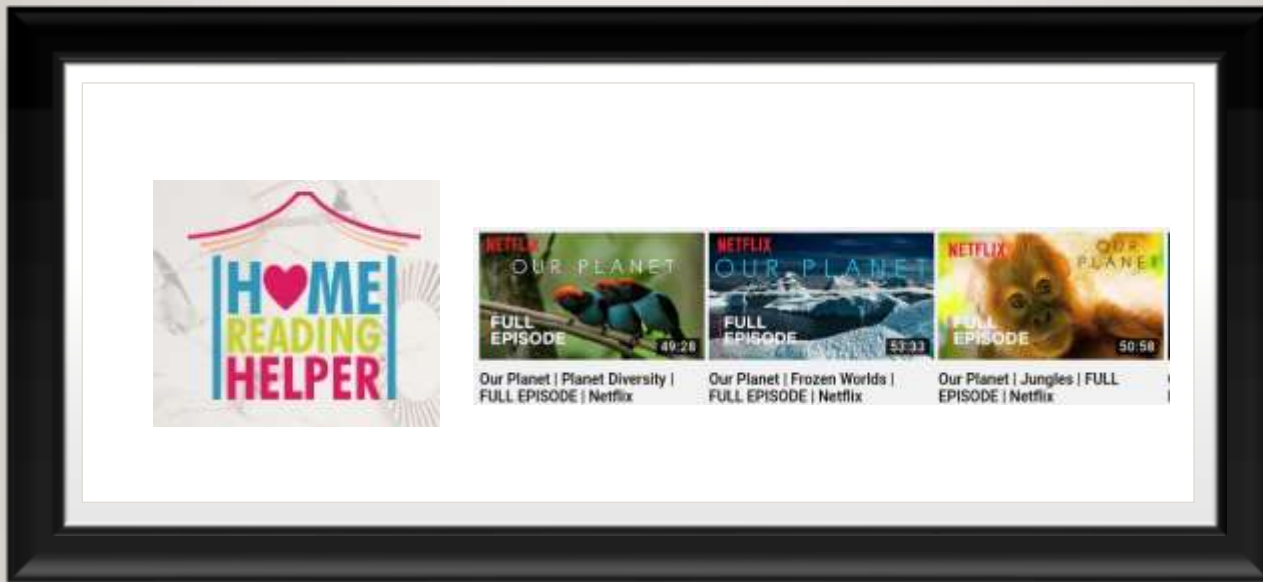 H♥ME
READING
HELPER
NETFLIX
OUR PLANET
FULL
EPISODE
49:28
Our Planet | Planet Diversity |
FULL EPISODE | Netflix
NETFLIX
OUR PLANET
FULL
EPISODE
53:33
Our Planet | Frozen Worlds |
FULL EPISODE | Netflix
NETFLIX
OUR
PLANET
FULL
EPISODE
50:58
Our Planet | Jungles | FULL
EPISODE | Netflix